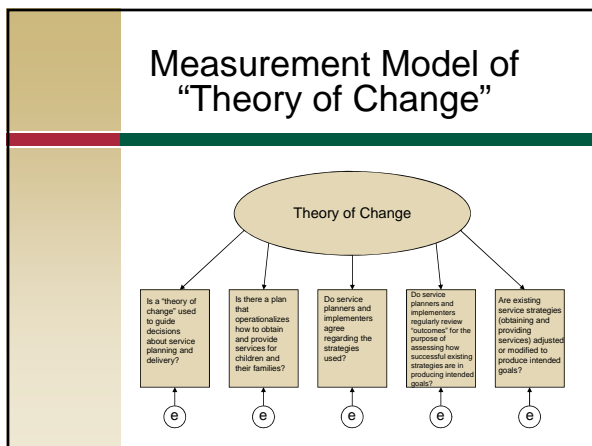 Measurement Model of
“Theory of Change”
Theory of Change
Is a “theory of
change” used
to guide
decisions
about service
planning and
delivery?
Is there a plan
that
operationalizes
how to obtain
and provide
services for
children and
their families?
Do service
planners and
implementers
agree
regarding the
strategies
used?
Do service
planners and
implementers
regularly review
“outcomes” for the
purpose of
assessing how
successful existing
strategies are in
producing intended
goals?
Are existing
service strategies
(obtaining and
providing
services) adjusted
or modified to
produce intended
goals?
e
e
e
e
e